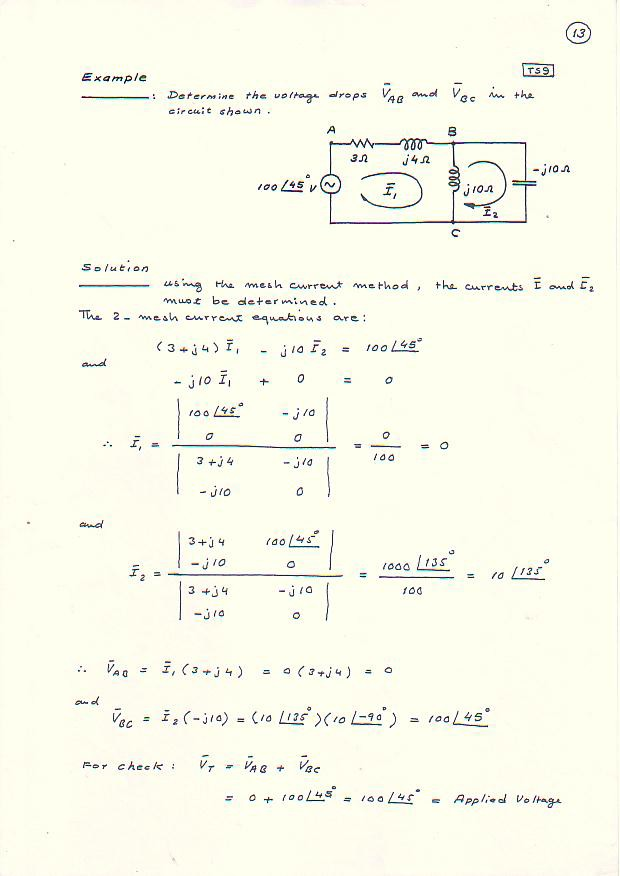 13
TS9
Example
: Determine the voltage drops V̄AB and V̄BC in the
circuit shown.
A
B
3Ω
j4Ω
-j10Ω
100∠45° V
Ī₁
j10Ω
Ī₂
C
Solution
using the mesh current method, the currents Ī and Ī₂
must be determined.
The 2-mesh current equations are:
(3+j4) Ī₁ - j10 Ī₂ = 100∠45°
and
-j10 Ī₁ + 0 = 0
100∠45° -j10
∴ Ī₁ = 0 0 = 0/100 = 0
3+j4 -j10
-j10 0
and
3+j4 100∠45°
Ī₂ = -j10 0 = 1000∠135°/100 = 10∠135°
3+j4 -j10
-j10 0
∴ V̄AB = Ī₁(3+j4) = 0(3+j4) = 0
and
V̄BC = Ī₂(-j10) = (10∠135°)(10∠-90°) = 100∠45°
For check: V̄T = V̄AB + V̄BC
= 0 + 100∠45° = 100∠45° = Applied Voltage